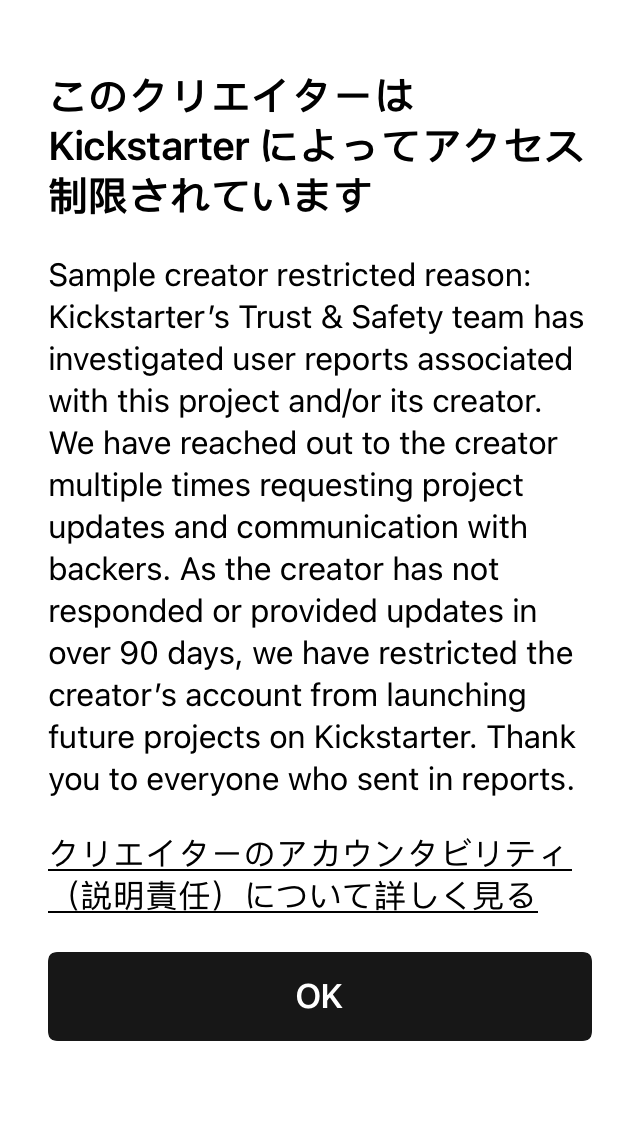 このクリエイターは
Kickstarter によってアクセス
制限されています
Sample creator restricted reason:
Kickstarter’s Trust & Safety team has
investigated user reports associated
with this project and/or its creator.
We have reached out to the creator
multiple times requesting project
updates and communication with
backers. As the creator has not
responded or provided updates in
over 90 days, we have restricted the
creator’s account from launching
future projects on Kickstarter. Thank
you to everyone who sent in reports.
クリエイターのアカウンタビリティ
（説明責任）について詳しく見る
OK